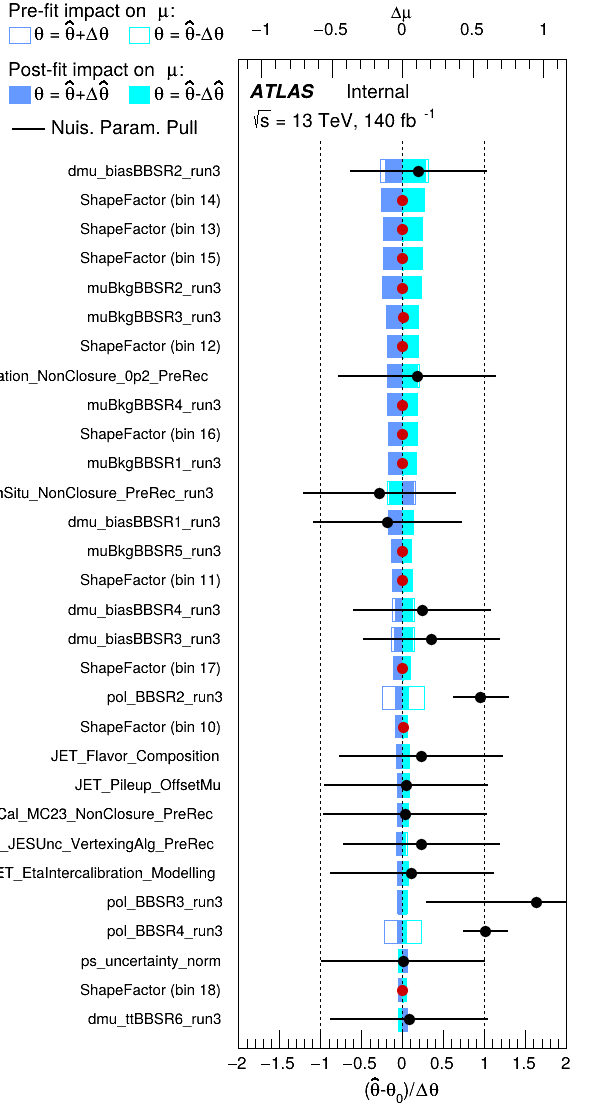 Pre-fit impact on μ:
θ = θ̂+Δθ θ = θ̂-Δθ
Post-fit impact on μ:
θ = θ̂+Δθ̂ θ = θ̂-Δθ̂
Nuis. Param. Pull
Δμ
−1 −0.5 0 0.5 1
ATLAS Internal
√s = 13 TeV, 140 fb -1
dmu_biasBBSR2_run3
ShapeFactor (bin 14)
ShapeFactor (bin 13)
ShapeFactor (bin 15)
muBkgBBSR2_run3
muBkgBBSR3_run3
ShapeFactor (bin 12)
ation_NonClosure_0p2_PreRec
muBkgBBSR4_run3
ShapeFactor (bin 16)
muBkgBBSR1_run3
nSitu_NonClosure_PreRec_run3
dmu_biasBBSR1_run3
muBkgBBSR5_run3
ShapeFactor (bin 11)
dmu_biasBBSR4_run3
dmu_biasBBSR3_run3
ShapeFactor (bin 17)
pol_BBSR2_run3
ShapeFactor (bin 10)
JET_Flavor_Composition
JET_Pileup_OffsetMu
Cal_MC23_NonClosure_PreRec
_JESUnc_VertexingAlg_PreRec
ET_EtaIntercalibration_Modelling
pol_BBSR3_run3
pol_BBSR4_run3
ps_uncertainty_norm
ShapeFactor (bin 18)
dmu_ttBBSR6_run3
−2 −1.5 −1 −0.5 0 0.5 1 1.5 2
(θ̂-θ₀)/Δθ